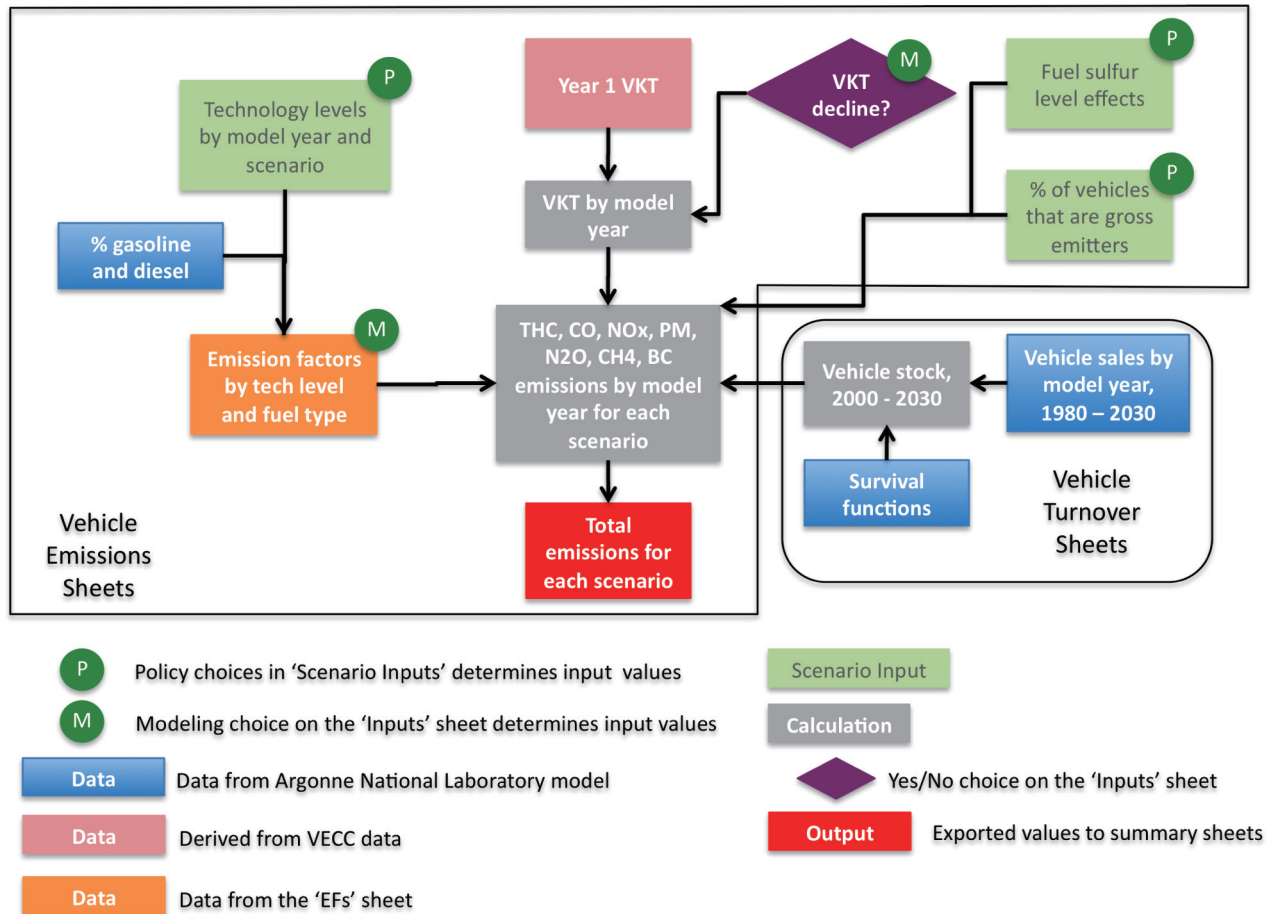 P
Technology levels
by model year and
scenario
% gasoline
and diesel
M
Emission factors
by tech level
and fuel type
Year 1 VKT
M
VKT
decline?
VKT by model
year
THC, CO, NOx, PM,
N2O, CH4, BC
emissions by model
year for each
scenario
Total
emissions for
each scenario
P
Fuel sulfur
level effects
P
% of vehicles
that are gross
emitters
Vehicle stock,
2000 - 2030
Vehicle sales by
model year,
1980 – 2030
Survival
functions
Vehicle
Turnover
Sheets
Vehicle
Emissions
Sheets
P
Policy choices in ‘Scenario Inputs’ determines input values
M
Modeling choice on the ‘Inputs’ sheet determines input values
Data
Data from Argonne National Laboratory model
Data
Derived from VECC data
Data
Data from the ‘EFs’ sheet
Scenario Input
Calculation
Yes/No choice on the ‘Inputs’ sheet
Output
Exported values to summary sheets